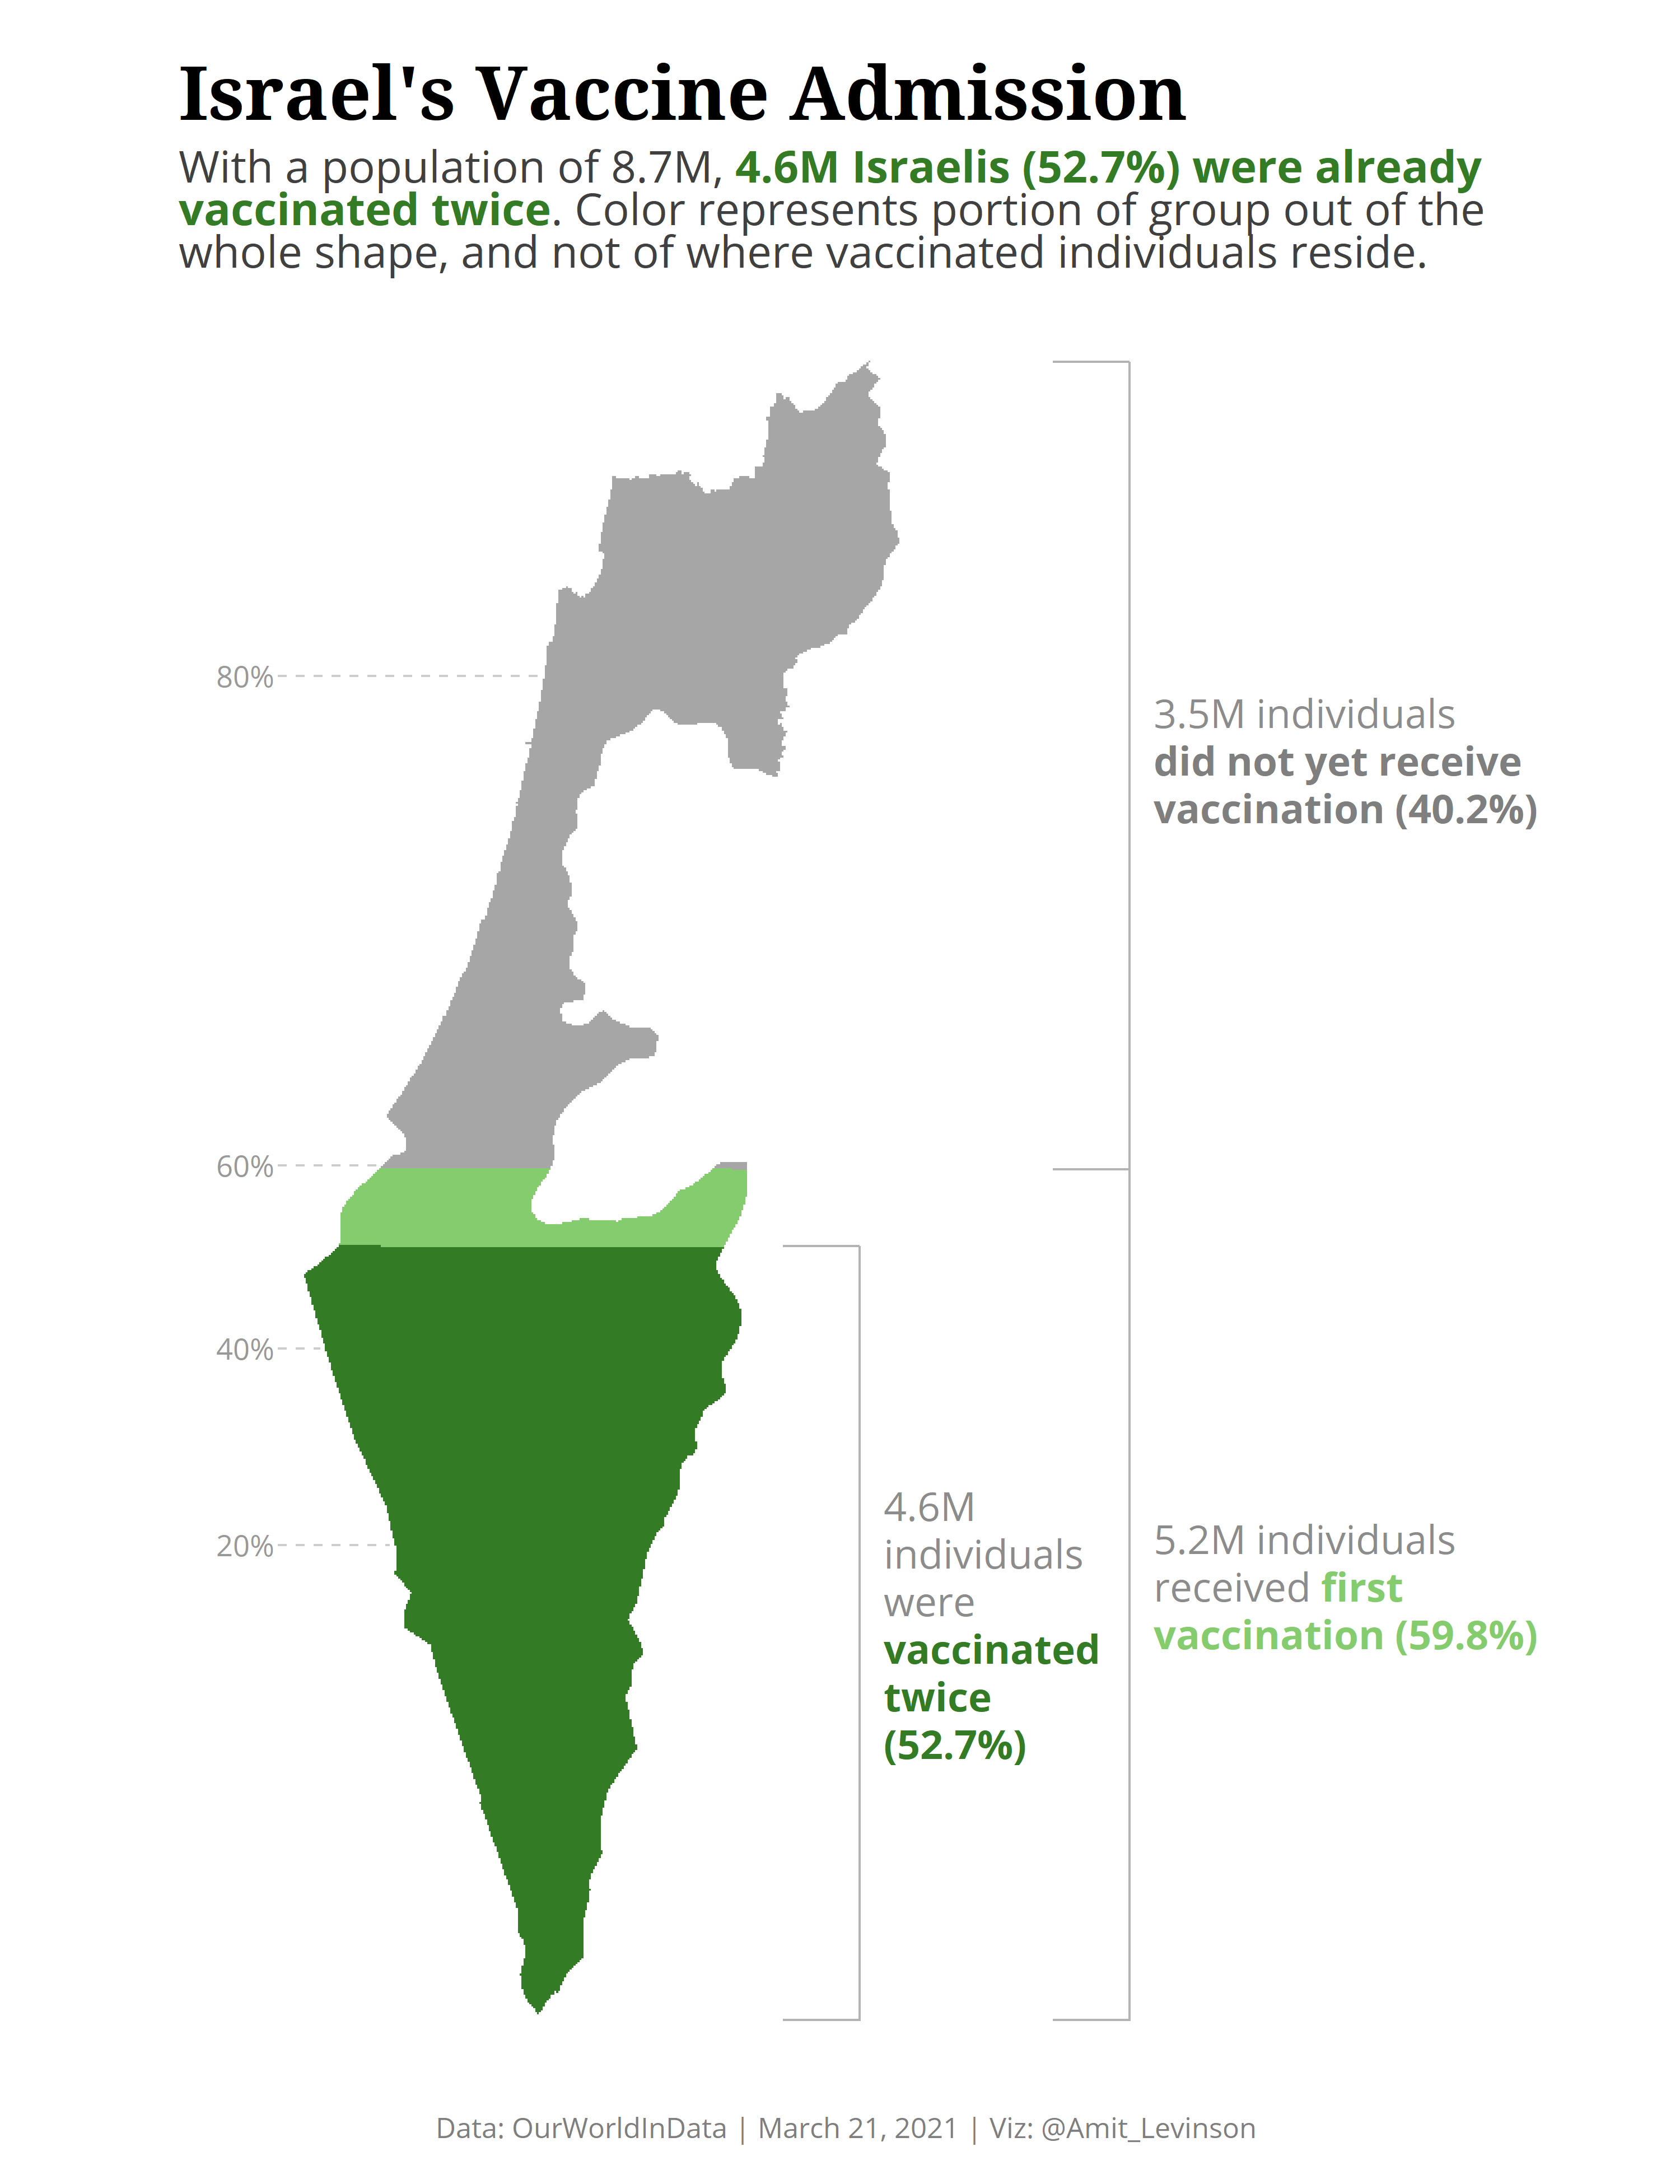 Israel's Vaccine Admission
With a population of 8.7M, 4.6M Israelis (52.7%) were already
vaccinated twice. Color represents portion of group out of the
whole shape, and not of where vaccinated individuals reside.
80%
3.5M individuals
did not yet receive
vaccination (40.2%)
60%
40%
20%
4.6M
individuals
were
vaccinated
twice
(52.7%)
5.2M individuals
received first
vaccination (59.8%)
Data: OurWorldInData | March 21, 2021 | Viz: @Amit_Levinson